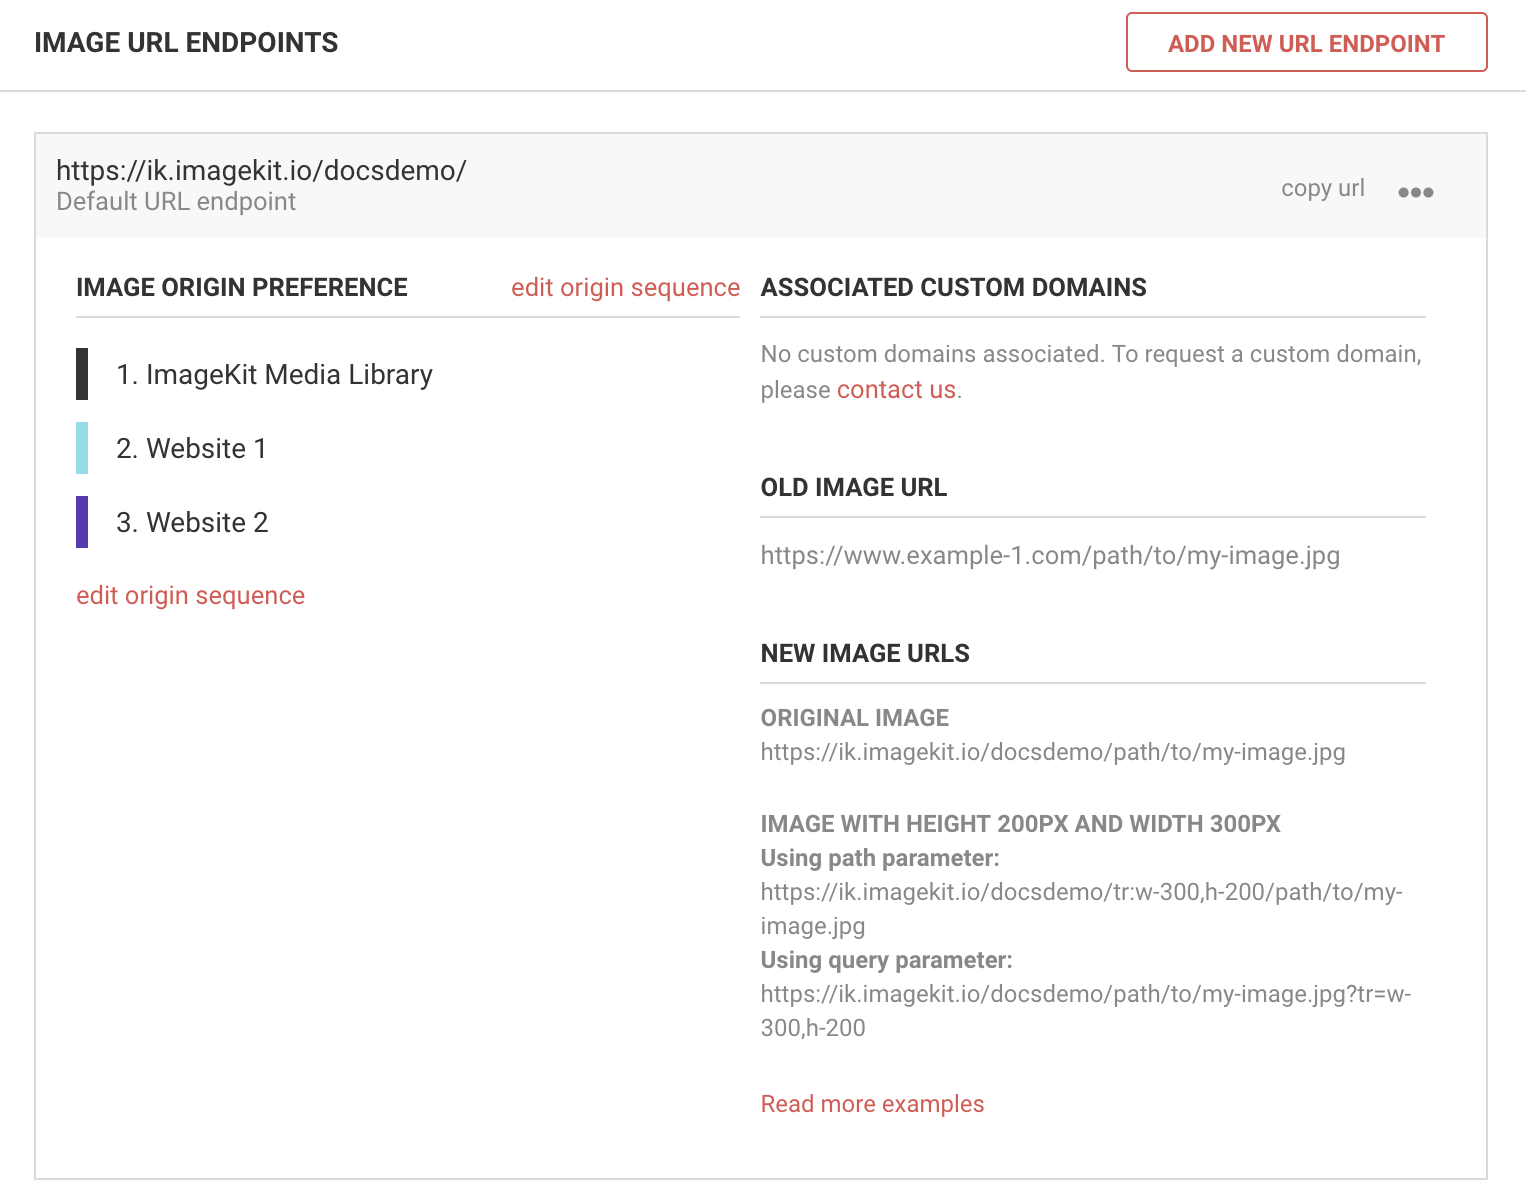 IMAGE URL ENDPOINTS
ADD NEW URL ENDPOINT
https://ik.imagekit.io/docsdemo/
Default URL endpoint
copy url
IMAGE ORIGIN PREFERENCE
edit origin sequence
1. ImageKit Media Library
2. Website 1
3. Website 2
edit origin sequence
ASSOCIATED CUSTOM DOMAINS
No custom domains associated. To request a custom domain,
please contact us.
OLD IMAGE URL
https://www.example-1.com/path/to/my-image.jpg
NEW IMAGE URLS
ORIGINAL IMAGE
https://ik.imagekit.io/docsdemo/path/to/my-image.jpg
IMAGE WITH HEIGHT 200PX AND WIDTH 300PX
Using path parameter:
https://ik.imagekit.io/docsdemo/tr:w-300,h-200/path/to/my-
image.jpg
Using query parameter:
https://ik.imagekit.io/docsdemo/path/to/my-image.jpg?tr=w-
300,h-200
Read more examples